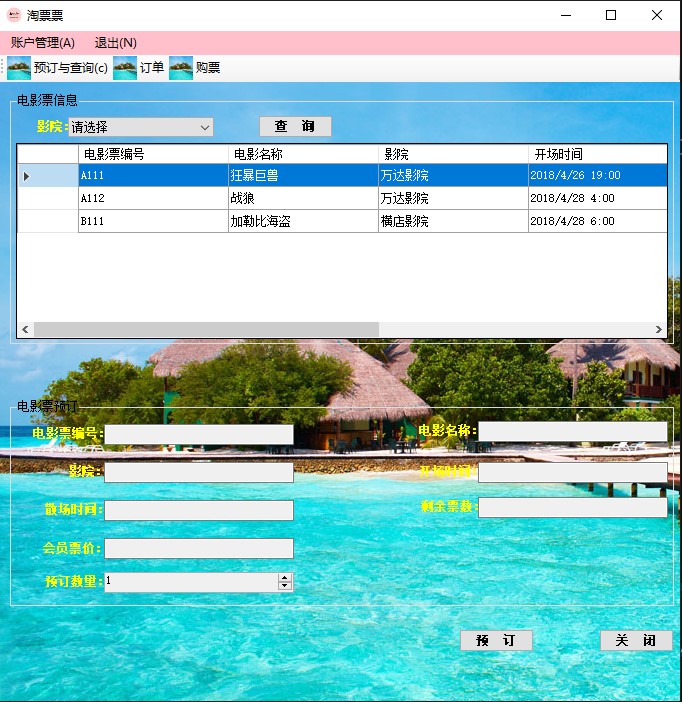 淘票票
账户管理(A) 退出(N)
预订与查询(c) 订单 购票
电影票信息
影院: 请选择 查 询
电影票编号 电影名称 影院 开场时间
A111 狂暴巨兽 万达影院 2018/4/26 19:00
A112 战狼 万达影院 2018/4/28 4:00
B111 加勒比海盗 横店影院 2018/4/28 6:00
电影票预订
电影票编号: 电影名称:
影院: 开场时间:
散场时间: 剩余票数:
会员票价:
预订数量: 1
预 订 关 闭